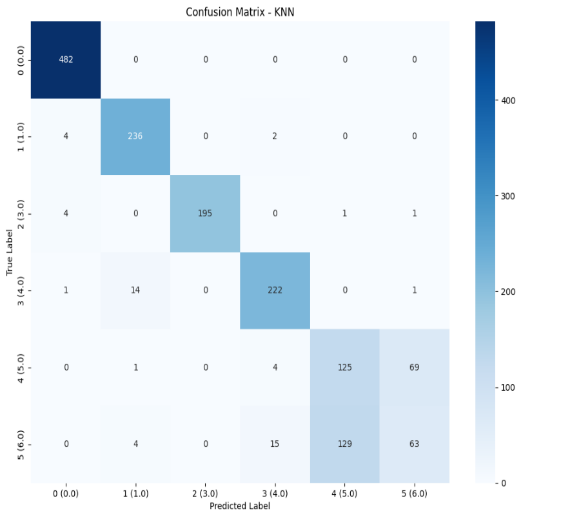 Confusion Matrix - KNN
0 (0.0)
482 0 0 0 0 0
1 (1.0)
4 236 0 2 0 0
2 (3.0)
4 0 195 0 1 1
3 (4.0)
1 14 0 222 0 1
4 (5.0)
0 1 0 4 125 69
5 (6.0)
0 4 0 15 129 63
True Label
0 (0.0) 1 (1.0) 2 (3.0) 3 (4.0) 4 (5.0) 5 (6.0)
Predicted Label
400
300
200
100
0